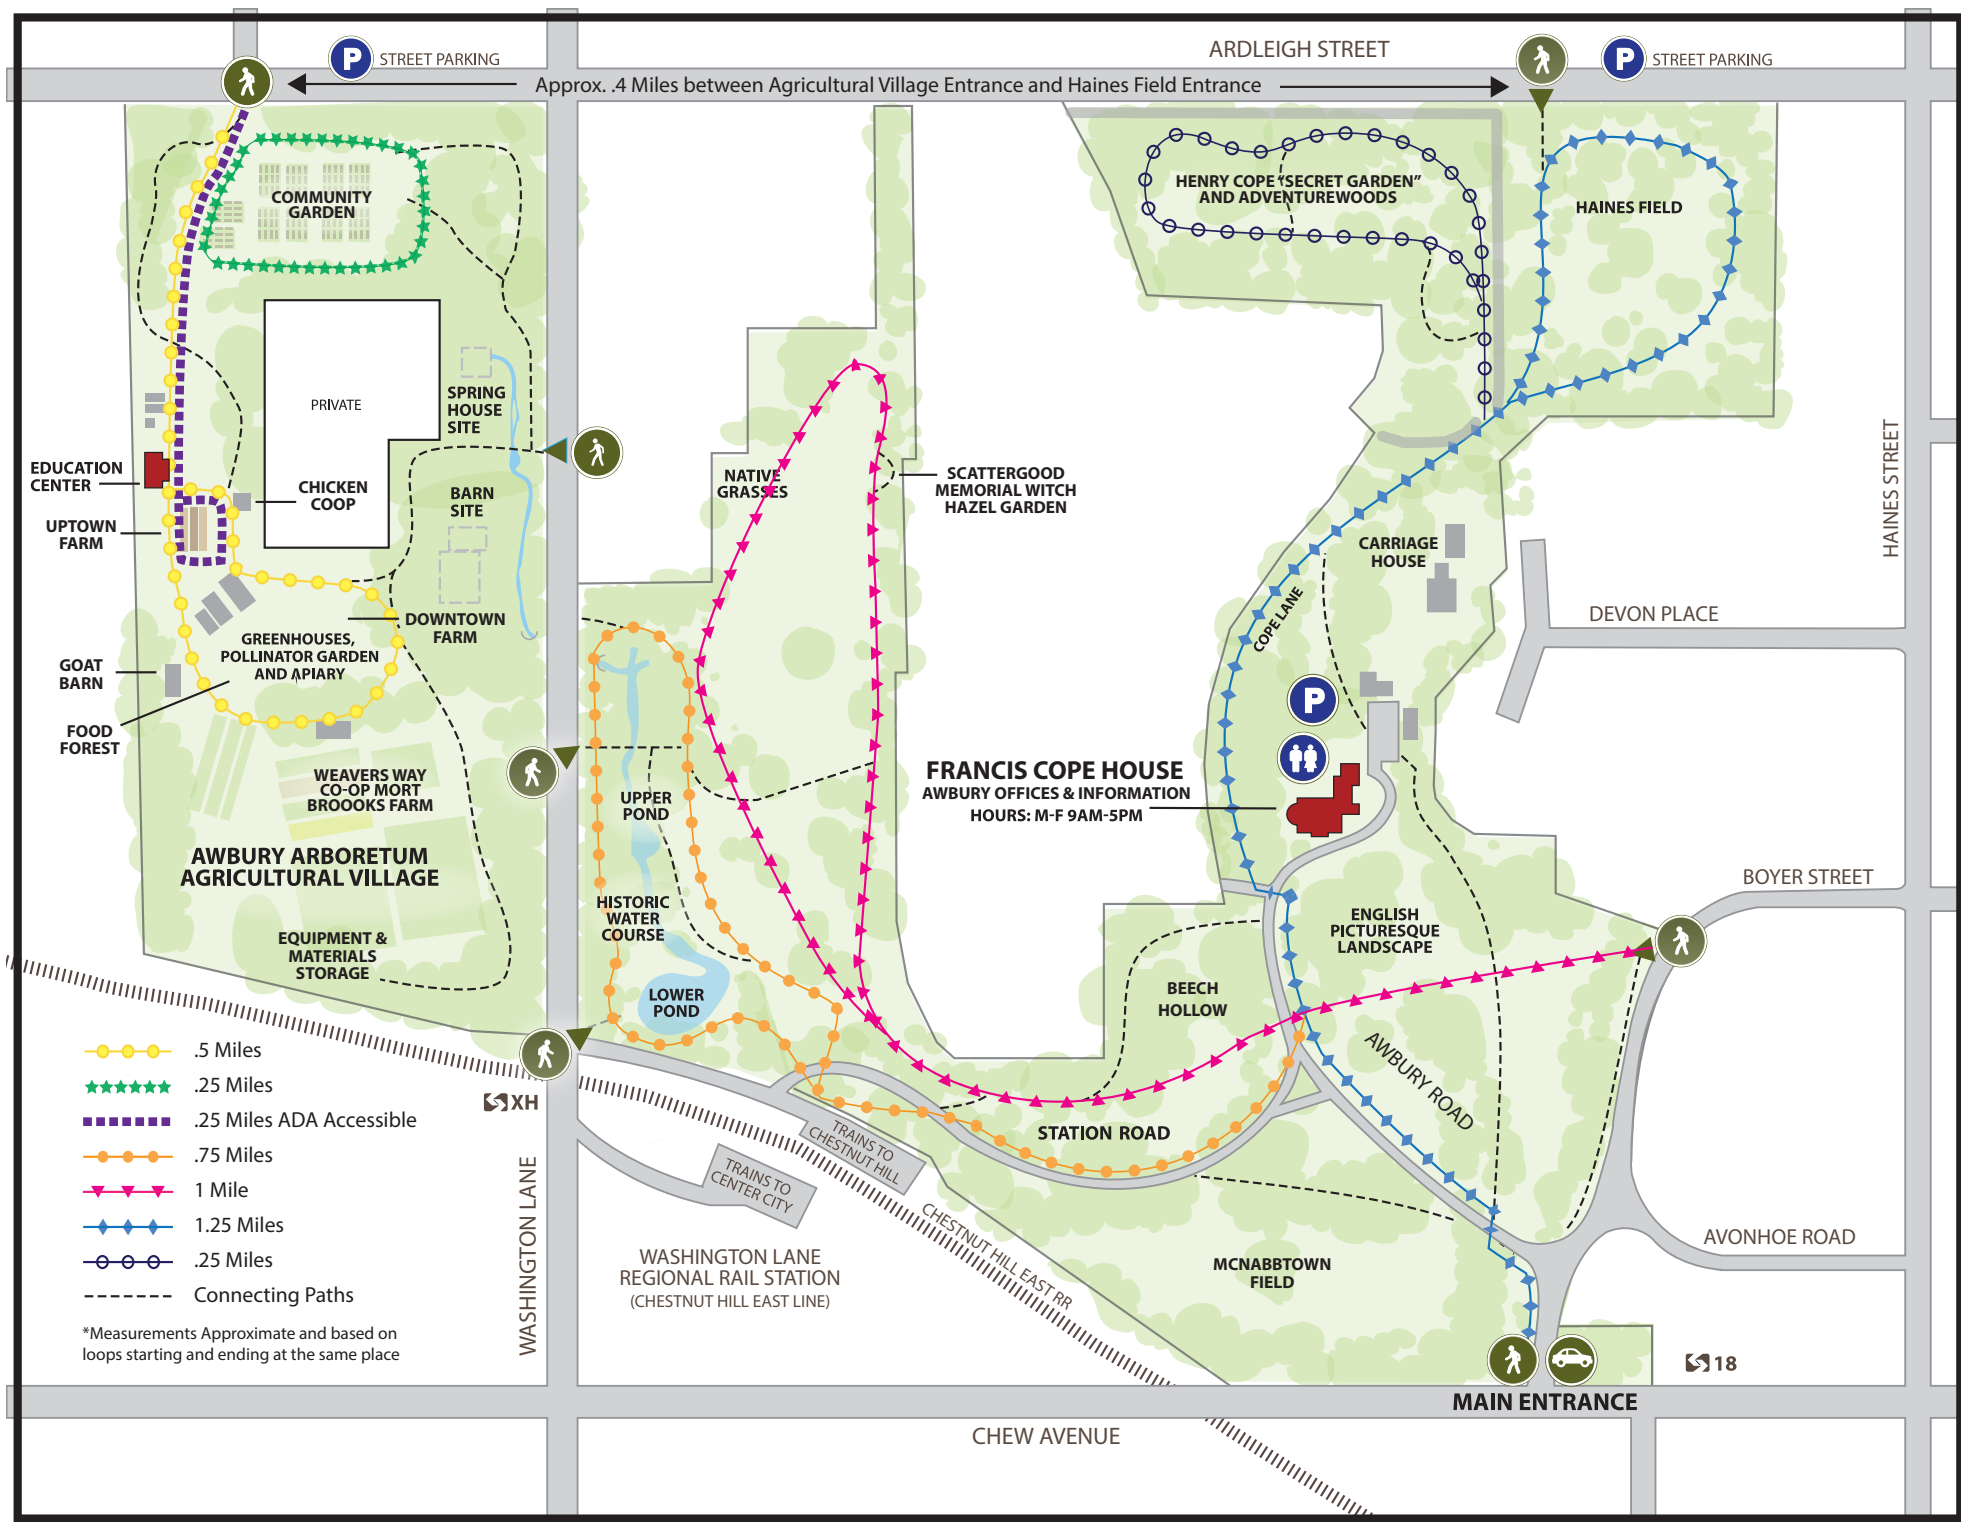 ARDLEIGH STREET
P STREET PARKING
P STREET PARKING
Approx. .4 Miles between Agricultural Village Entrance and Haines Field Entrance
COMMUNITY
GARDEN
HENRY COPE “SECRET GARDEN”
AND ADVENTUREWOODS
HAINES FIELD
PRIVATE
SPRING
HOUSE
SITE
EDUCATION
CENTER
CHICKEN
COOP
BARN
SITE
UPTOWN
FARM
NATIVE
GRASSES
SCATTERGOOD
MEMORIAL WITCH
HAZEL GARDEN
CARRIAGE
HOUSE
HAINES STREET
COPE LANE
DEVON PLACE
DOWNTOWN
FARM
GREENHOUSES,
POLLINATOR GARDEN
AND APIARY
GOAT
BARN
FOOD
FOREST
P
WEAVERS WAY
CO-OP MORT
BROOOKS FARM
UPPER
POND
FRANCIS COPE HOUSE
AWBURY OFFICES & INFORMATION
HOURS: M-F 9AM-5PM
AWBURY ARBORETUM
AGRICULTURAL VILLAGE
BOYER STREET
HISTORIC
WATER
COURSE
ENGLISH
PICTURESQUE
LANDSCAPE
EQUIPMENT &
MATERIALS
STORAGE
LOWER
POND
BEECH
HOLLOW
AWBURY ROAD
.5 Miles
.25 Miles
.25 Miles ADA Accessible
.75 Miles
1 Mile
1.25 Miles
.25 Miles
Connecting Paths
*Measurements Approximate and based on
loops starting and ending at the same place
XH
WASHINGTON LANE
STATION ROAD
TRAINS TO
CHESTNUT HILL
TRAINS TO
CENTER CITY
CHESTNUT HILL EAST RR
WASHINGTON LANE
REGIONAL RAIL STATION
(CHESTNUT HILL EAST LINE)
MCNABBTOWN
FIELD
AVONHOE ROAD
18
MAIN ENTRANCE
CHEW AVENUE